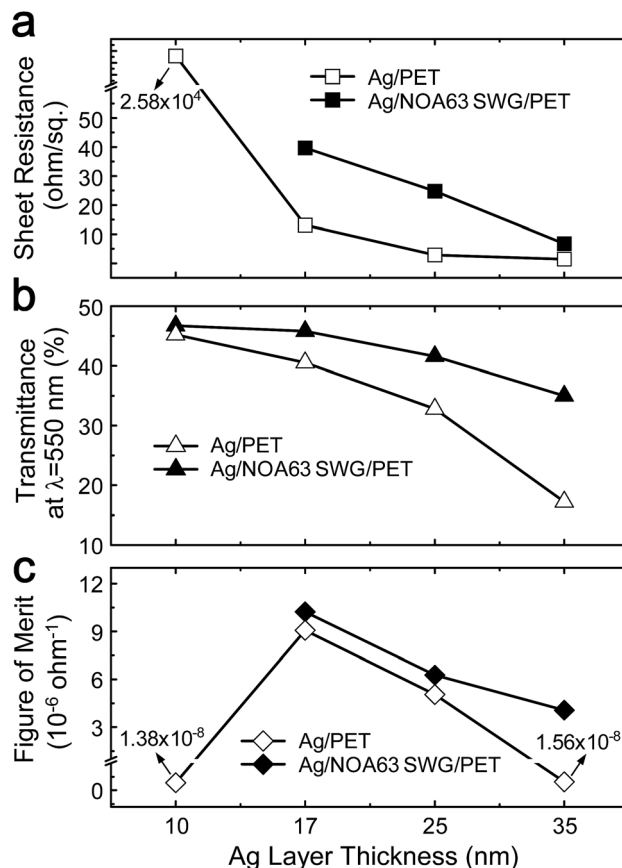 a
Sheet Resistance
(ohm/sq.)
50
40
30
20
10
2.58x10⁴
Ag/PET
Ag/NOA63 SWG/PET
b
Transmittance
at λ=550 nm (%)
50
40
30
20
10
Ag/PET
Ag/NOA63 SWG/PET
c
Figure of Merit
(10⁻⁶ ohm⁻¹)
12
9
6
3
0
1.38x10⁻⁸
1.56x10⁻⁸
Ag/PET
Ag/NOA63 SWG/PET
10 17 25 35
Ag Layer Thickness (nm)